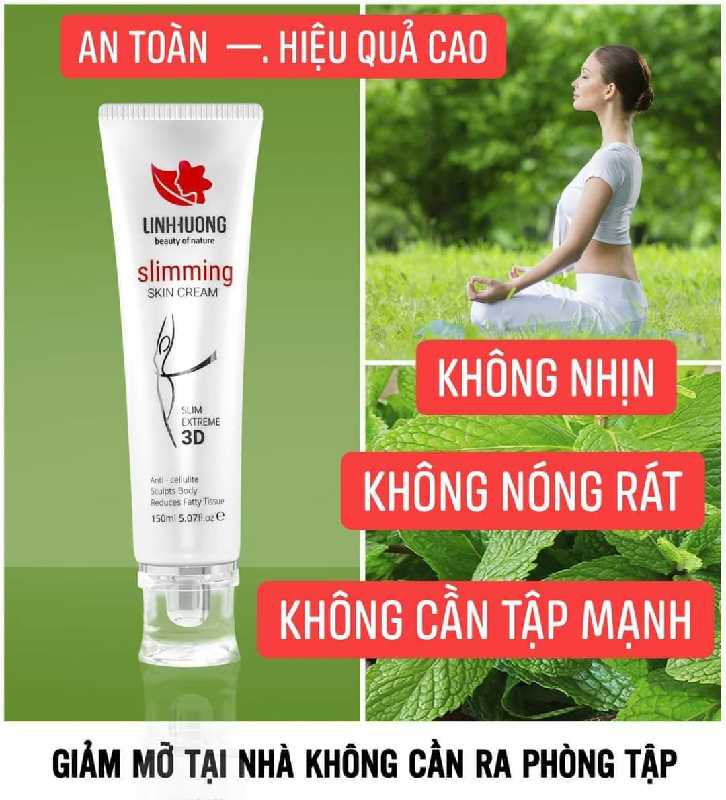 AN TOÀN —. HIỆU QUẢ CAO
LINHHUONG
beauty of nature
slimming
SKIN CREAM
SLIM
EXTREME
3D
Anti - cellulite
Sculpts Body
Reduces Fatty Tissue
150ml 5.07fl.oz ℮
KHÔNG NHỊN
KHÔNG NÓNG RÁT
KHÔNG CẦN TẬP MẠNH
GIẢM MỠ TẠI NHÀ KHÔNG CẦN RA PHÒNG TẬP